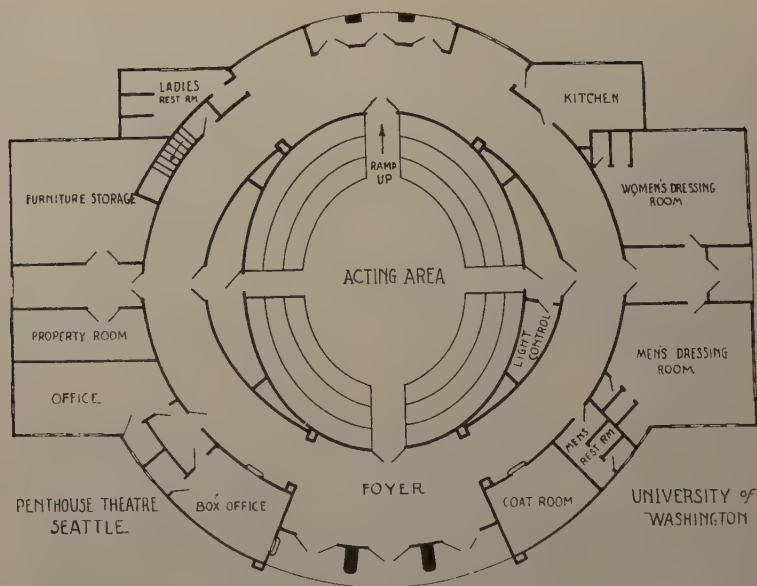 LADIES
REST RM
KITCHEN
RAMP
UP
FURNITURE STORAGE
WOMEN'S DRESSING
ROOM
ACTING AREA
PROPERTY ROOM
LIGHT
CONTROL
MEN'S DRESSING
ROOM
OFFICE
MENS
REST RM
FOYER
BOX OFFICE
COAT ROOM
PENTHOUSE THEATRE
SEATTLE
UNIVERSITY of
WASHINGTON